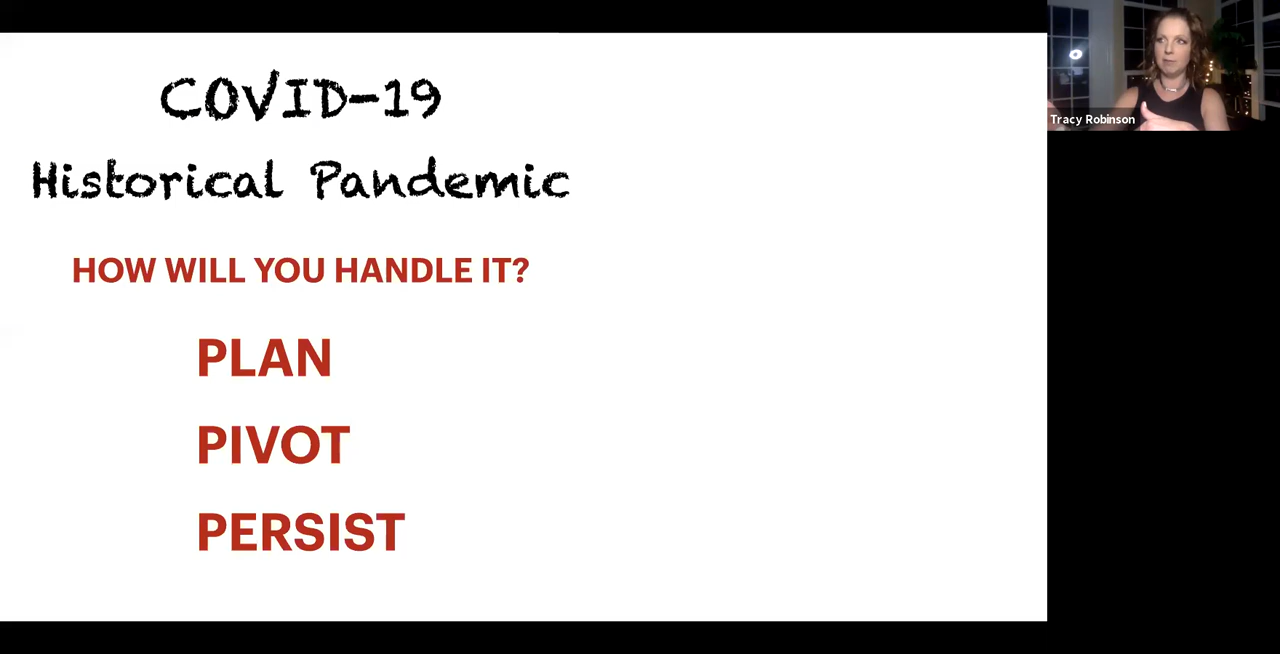 COVID-19
Historical Pandemic
HOW WILL YOU HANDLE IT?
PLAN
PIVOT
PERSIST
Tracy Robinson